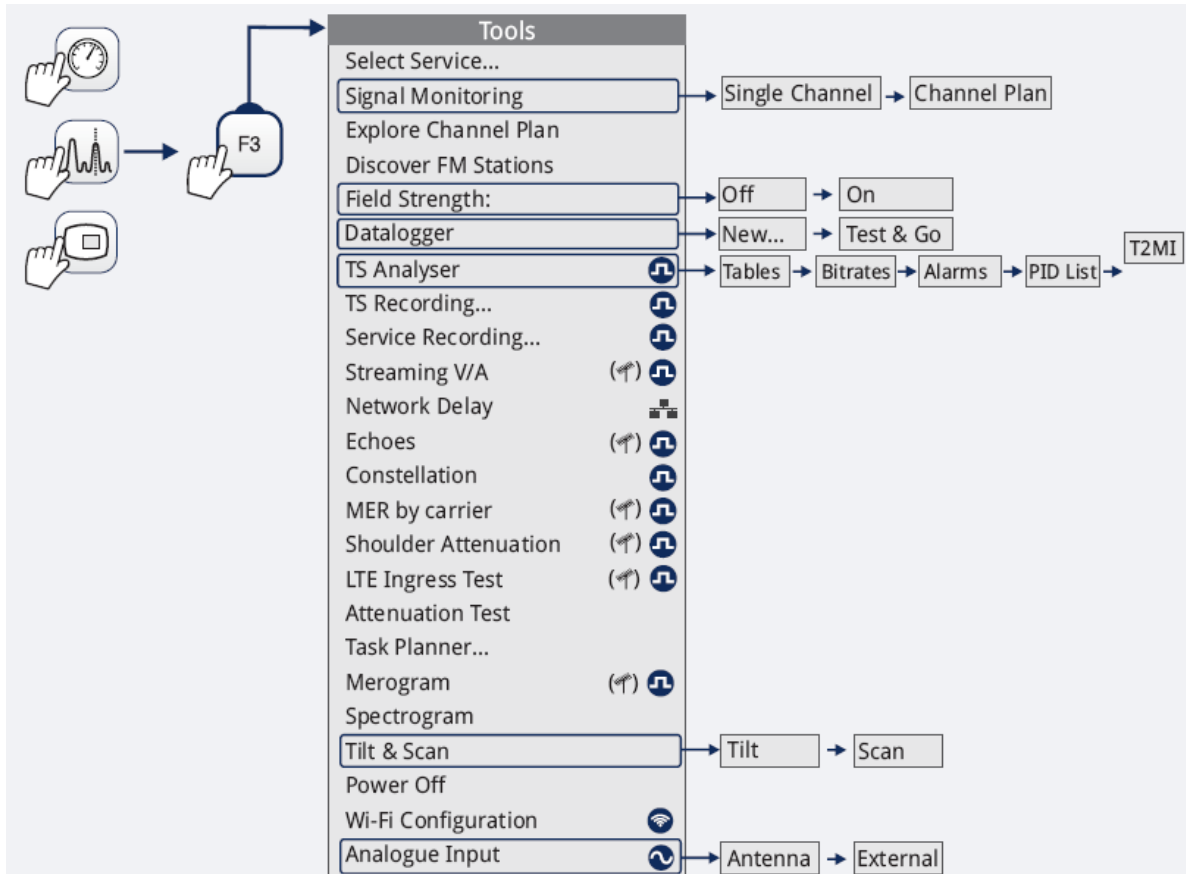 Tools
F3
Select Service...
Signal Monitoring
Single Channel
Channel Plan
Explore Channel Plan
Discover FM Stations
Field Strength:
Off
On
Datalogger
New...
Test & Go
TS Analyser
Tables
Bitrates
Alarms
PID List
T2MI
TS Recording...
Service Recording...
Streaming V/A
Network Delay
Echoes
Constellation
MER by carrier
Shoulder Attenuation
LTE Ingress Test
Attenuation Test
Task Planner...
Merogram
Spectrogram
Tilt & Scan
Tilt
Scan
Power Off
Wi-Fi Configuration
Analogue Input
Antenna
External